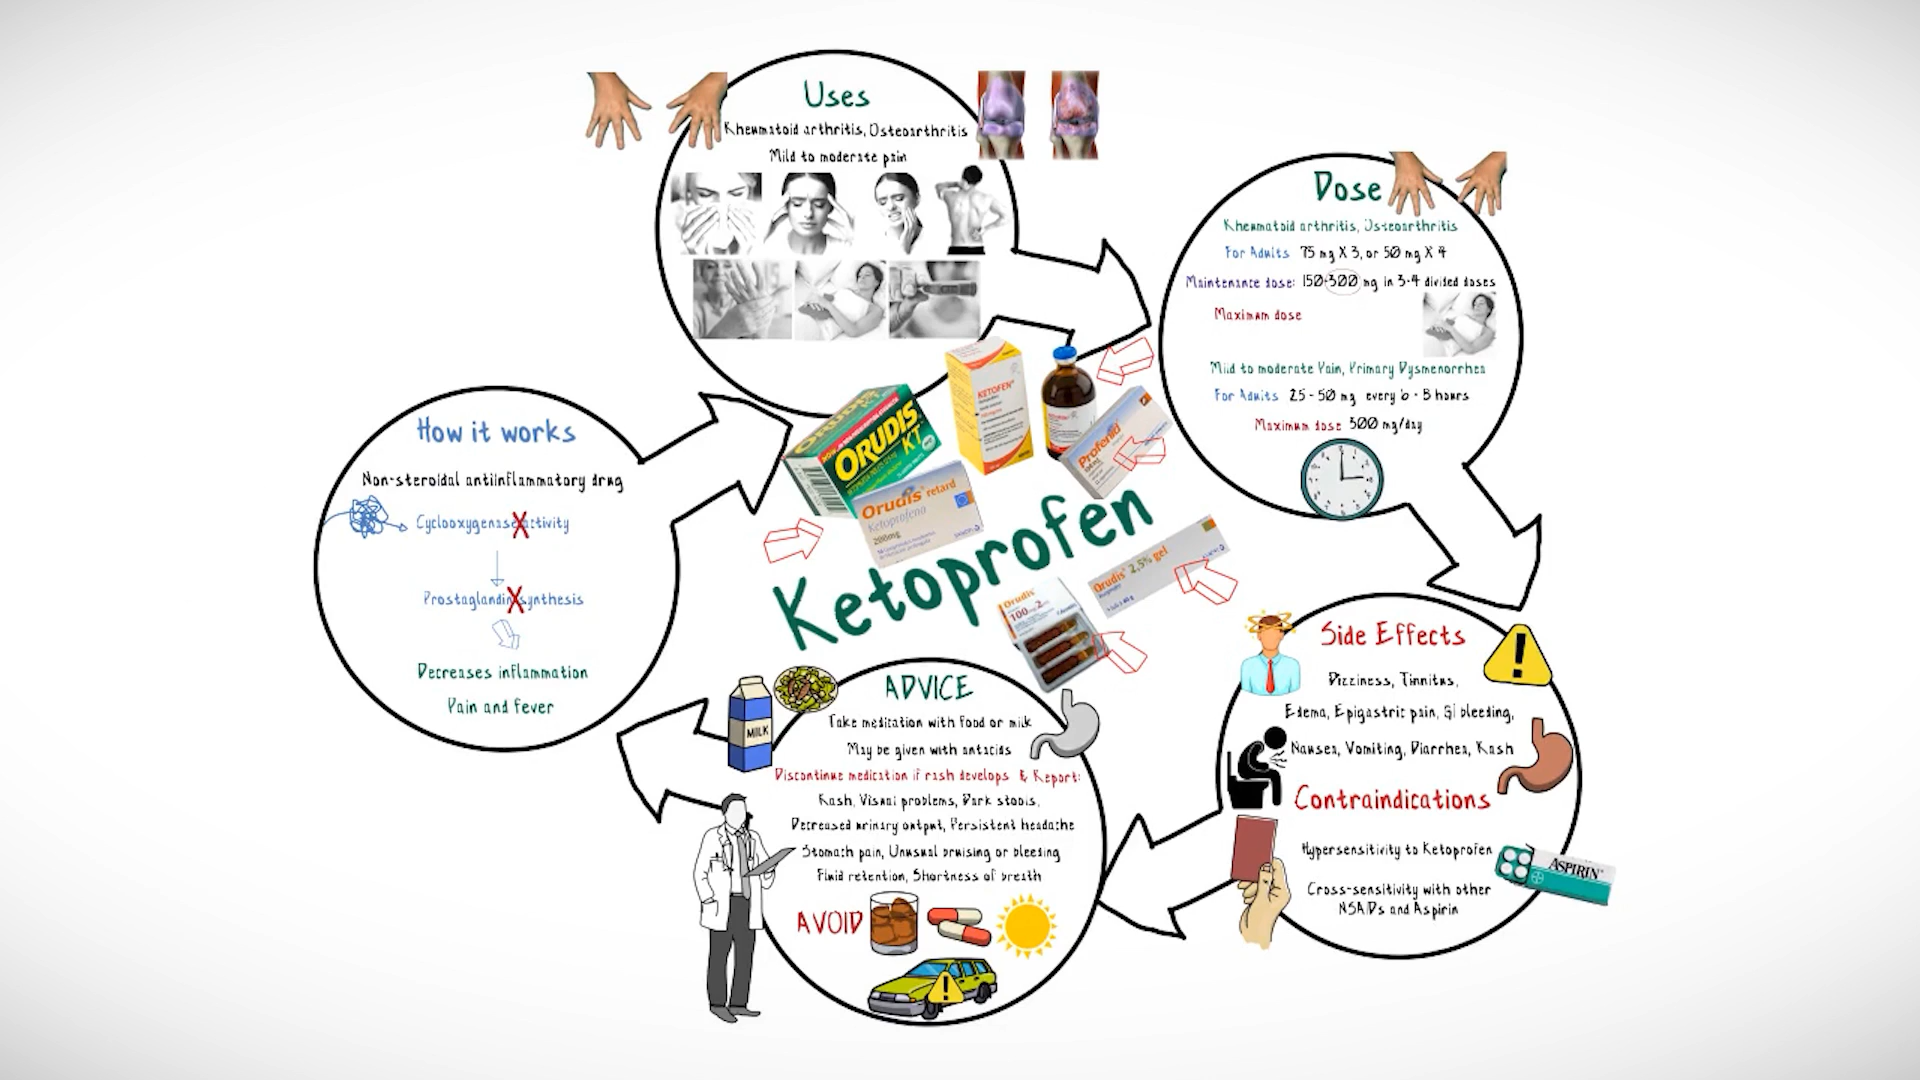 Uses
Rheumatoid arthritis, Osteoarthritis
Mild to moderate pain
Dose
Rheumatoid arthritis, Osteoarthritis
For Adults 75 mg X 3, or 50 mg X 4
Maintenance dose: 150-300 mg in 3-4 divided doses
Maximum dose
Mild to moderate Pain, Primary Dysmenorrhea
For Adults 25 - 50 mg every 6 - 8 hours
Maximum dose 300 mg/day
How it works
Non-steroidal antiinflammatory drug
Cyclooxygenase activity
Prostaglandin synthesis
Decreases inflammation
Pain and fever
ORUDIS
KT
KETOFEN
Profenid
Orudis retard
Ketoprofeno
200mg
Ketoprofen
Orudis 2,5% gel
Orudis
100mg
Side Effects
Dizziness, Tinnitus,
Edema, Epigastric pain, GI bleeding,
Nausea, Vomiting, Diarrhea, Rash
Contraindications
Hypersensitivity to Ketoprofen
Cross-sensitivity with other
NSAIDs and Aspirin
ASPIRIN
ADVICE
MILK
Take medication with food or milk
May be given with antacids
Discontinue medication if rash develops & Report:
Rash, Visual problems, Dark stools,
Decreased urinary output, Persistent headache
Stomach pain, Unusual bruising or bleeding
Fluid retention, Shortness of breath
AVOID